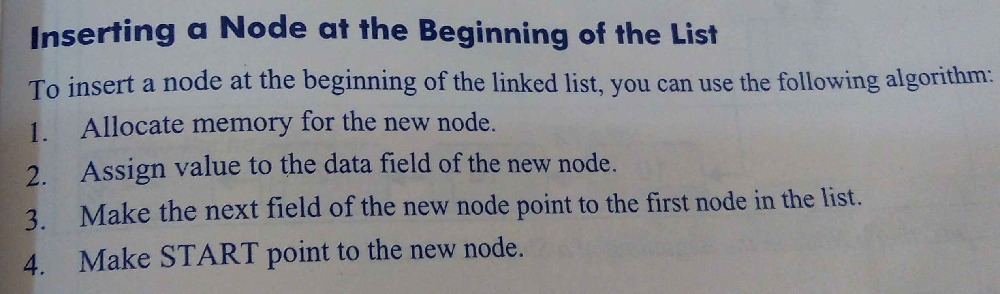 Inserting a Node at the Beginning of the List
To insert a node at the beginning of the linked list, you can use the following algorithm:
1. Allocate memory for the new node.
2. Assign value to the data field of the new node.
3. Make the next field of the new node point to the first node in the list.
4. Make START point to the new node.